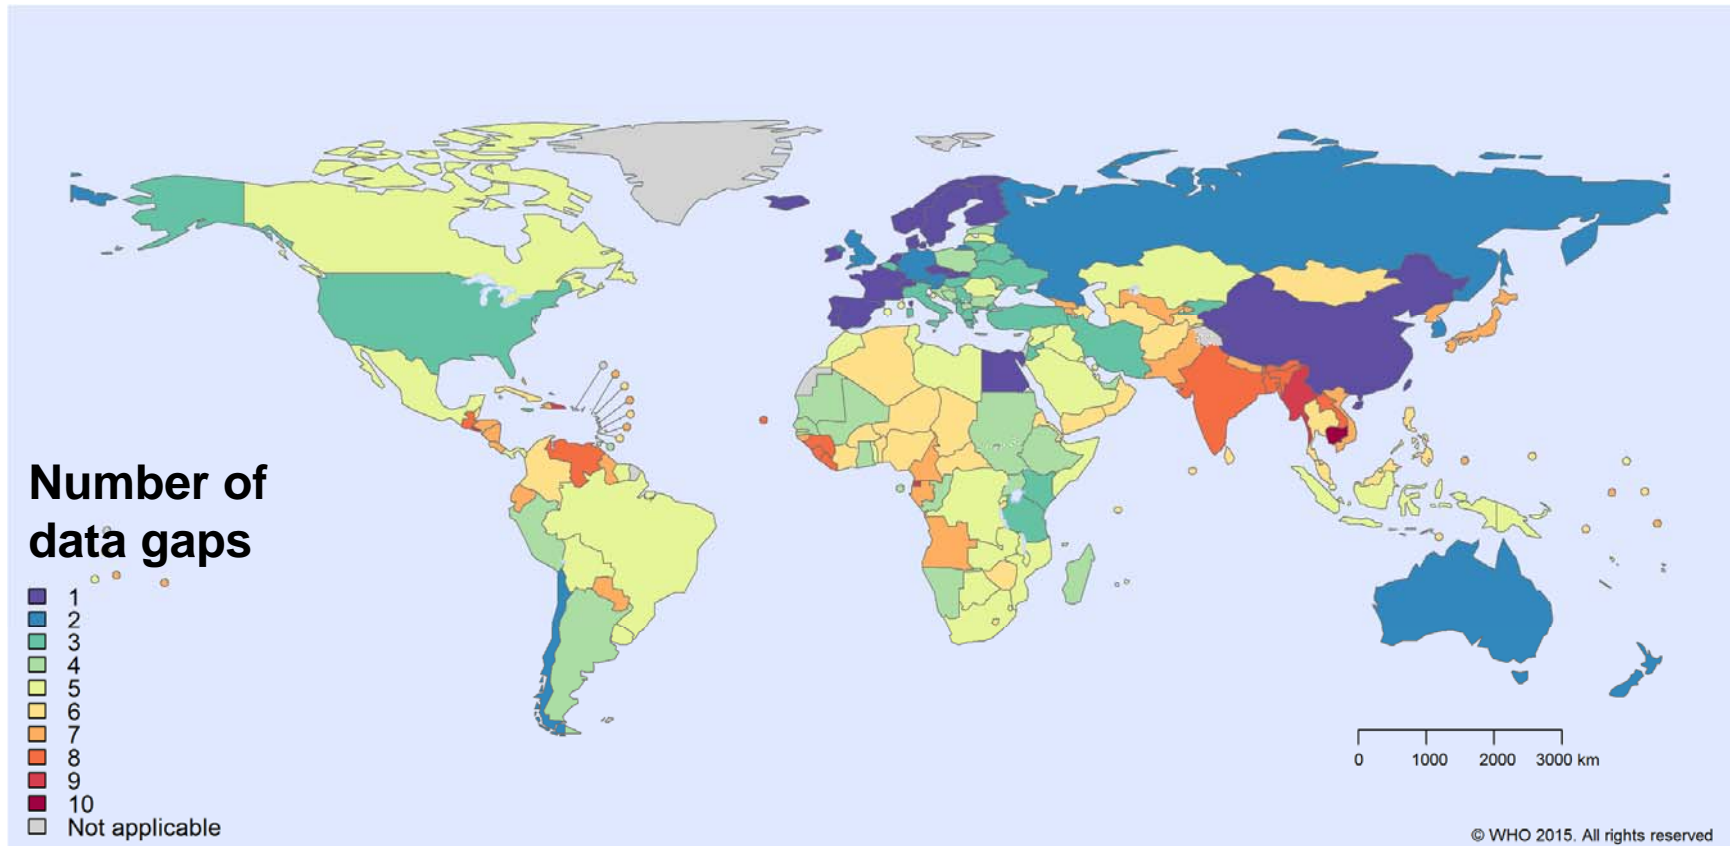 Number of
data gaps
1
2
3
4
5
6
7
8
9
10
Not applicable
0 1000 2000 3000 km
© WHO 2015. All rights reserved